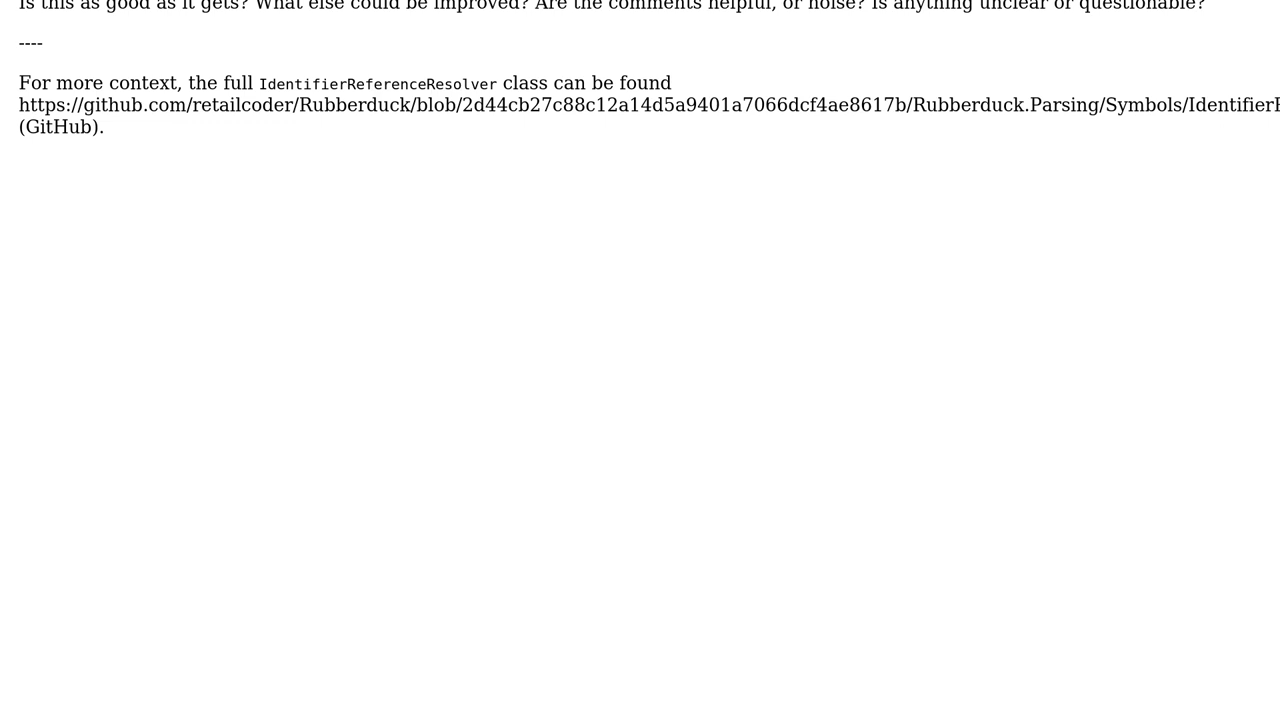 Is this as good as it gets? What else could be improved? Are the comments helpful, or noise? Is anything unclear or questionable?
----
For more context, the full IdentifierReferenceResolver class can be found
https://github.com/retailcoder/Rubberduck/blob/2d44cb27c88c12a14d5a9401a7066dcf4ae8617b/Rubberduck.Parsing/Symbols/Identifier
(GitHub).